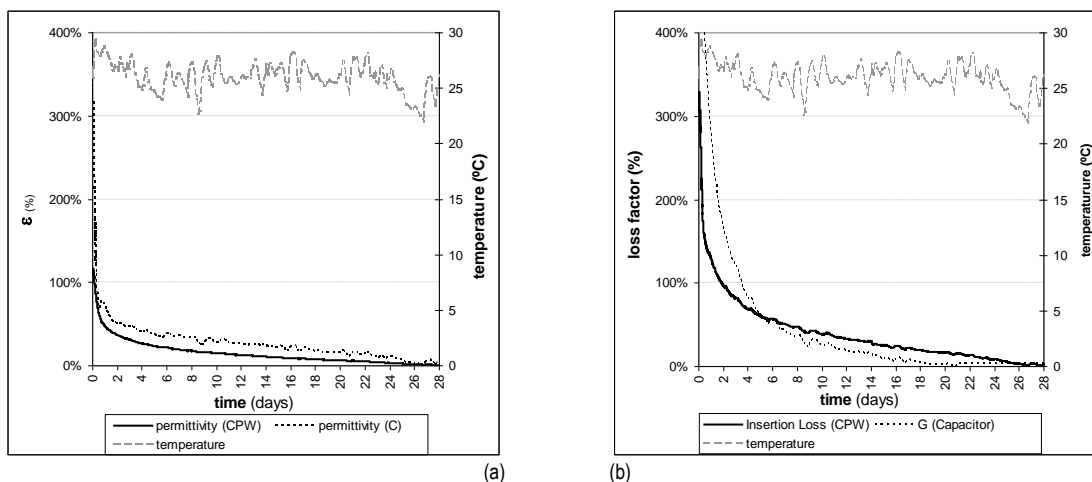 400%
300%
200%
100%
0%
ε (%)
30
25
20
15
10
5
0
temperature (ºC)
0 2 4 6 8 10 12 14 16 18 20 22 24 26 28
time (days)
permittivity (CPW) permittivity (C)
temperature
(a)
400%
300%
200%
100%
0%
loss factor (%)
30
25
20
15
10
5
0
temperaturure (ºC)
0 2 4 6 8 10 12 14 16 18 20 22 24 26 28
time (days)
Insertion Loss (CPW) G (Capacitor)
temperature
(b)